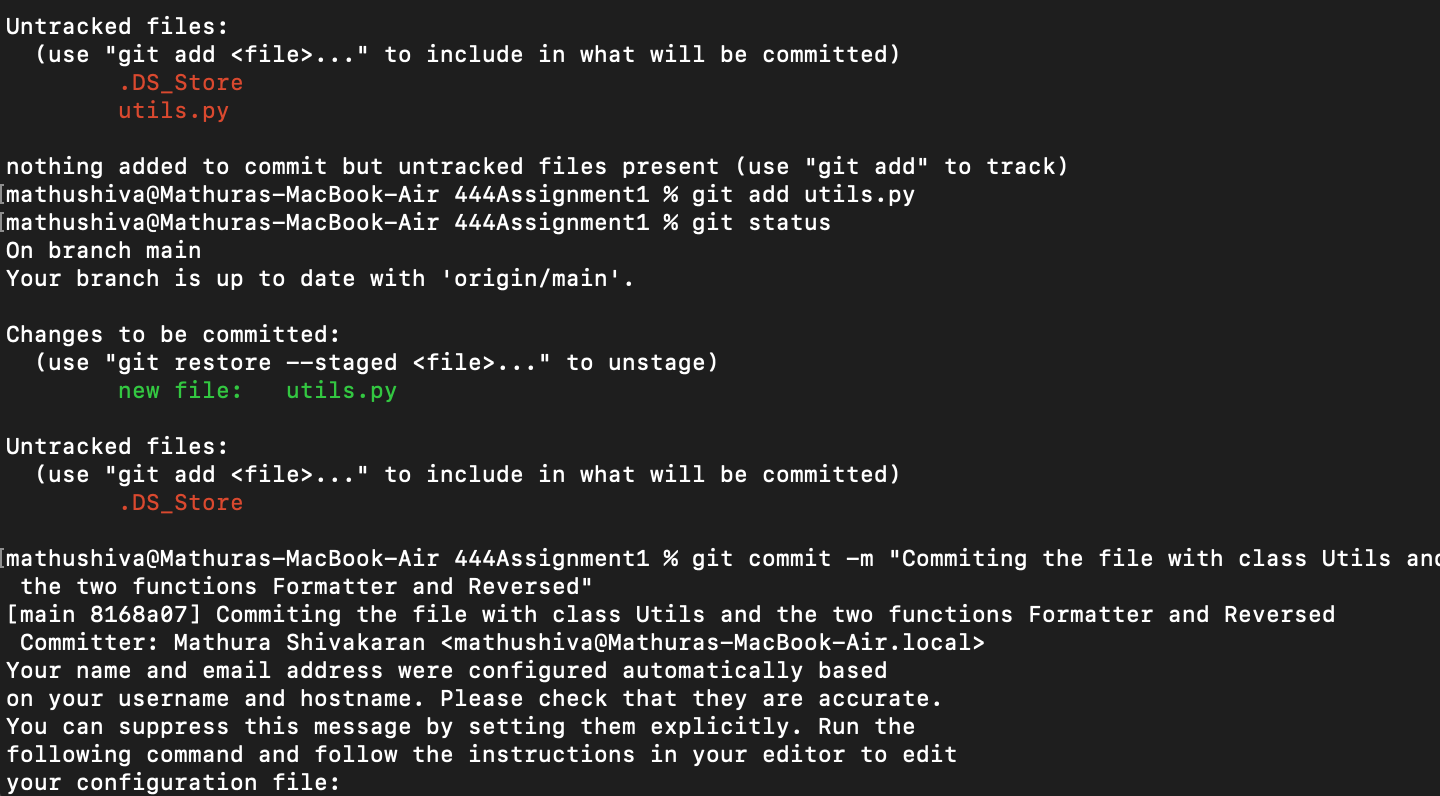 Untracked files:
  (use "git add <file>..." to include in what will be committed)
        .DS_Store
        utils.py

nothing added to commit but untracked files present (use "git add" to track)
[mathushiva@Mathuras-MacBook-Air 444Assignment1 % git add utils.py
[mathushiva@Mathuras-MacBook-Air 444Assignment1 % git status
On branch main
Your branch is up to date with 'origin/main'.

Changes to be committed:
  (use "git restore --staged <file>..." to unstage)
        new file:   utils.py

Untracked files:
  (use "git add <file>..." to include in what will be committed)
        .DS_Store

[mathushiva@Mathuras-MacBook-Air 444Assignment1 % git commit -m "Commiting the file with class Utils and
 the two functions Formatter and Reversed"
[main 8168a07] Commiting the file with class Utils and the two functions Formatter and Reversed
 Committer: Mathura Shivakaran <mathushiva@Mathuras-MacBook-Air.local>
Your name and email address were configured automatically based
on your username and hostname. Please check that they are accurate.
You can suppress this message by setting them explicitly. Run the
following command and follow the instructions in your editor to edit
your configuration file: